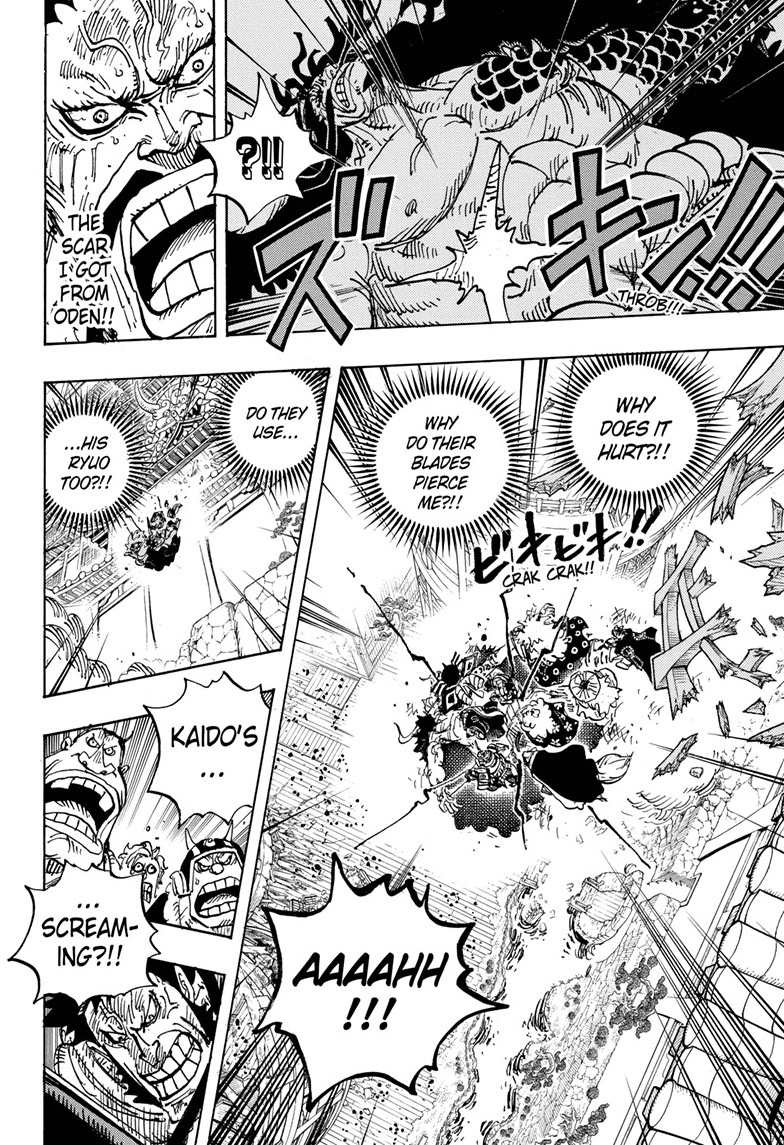 ?!!
ズキン!!!
THROB!!!
THE
SCAR
I GOT
FROM
ODEN!!
WHY
DOES IT
HURT?!!
WHY
DO THEIR
BLADES
PIERCE
ME?!!
ビキビキ!!
CRAK CRAK!!
DO THEY
USE...
...HIS
RYUO
TOO?!!
AAAAHH
!!!
KAIDO'S
...
...
SCREAM-
ING?!!